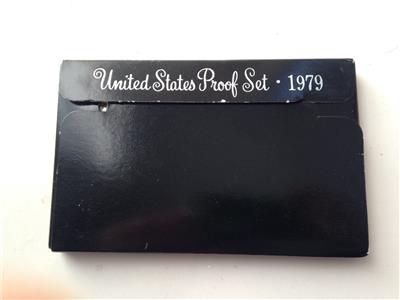 United States Proof Set · 1979